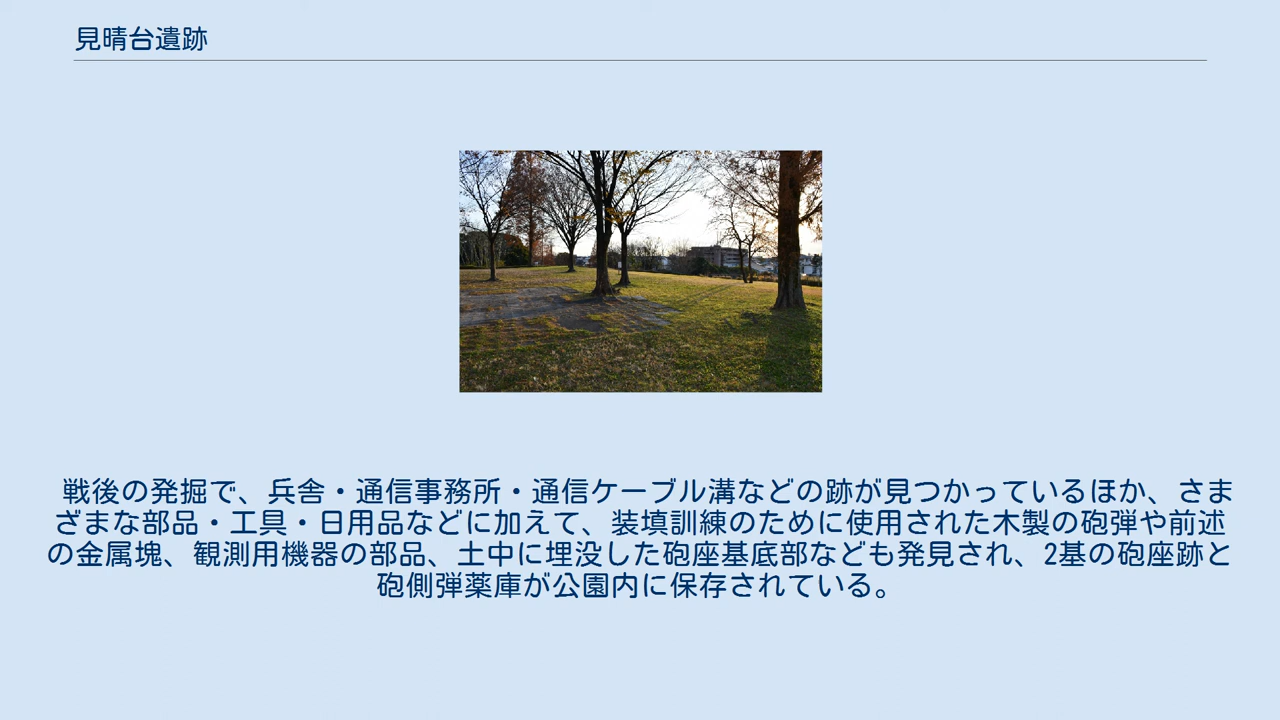 見晴台遺跡
戦後の発掘で、兵舎・通信事務所・通信ケーブル溝などの跡が見つかっているほか、さま
ざまな部品・工具・日用品などに加えて、装填訓練のために使用された木製の砲弾や前述
の金属塊、観測用機器の部品、土中に埋没した砲座基底部なども発見され、2基の砲座跡と
砲側弾薬庫が公園内に保存されている。